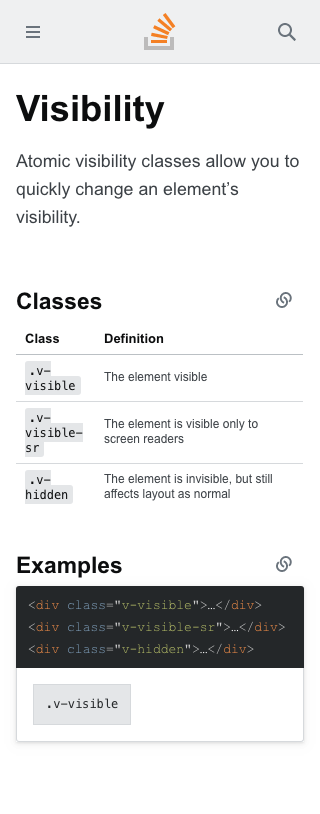 Visibility
Atomic visibility classes allow you to
quickly change an element’s
visibility.
Classes
Class Definition
.v-
visible
The element visible
.v-
visible-
sr
The element is visible only to
screen readers
.v-
hidden
The element is invisible, but still
affects layout as normal
Examples
<div class="v-visible">…</div>
<div class="v-visible-sr">…</div>
<div class="v-hidden">…</div>
.v-visible